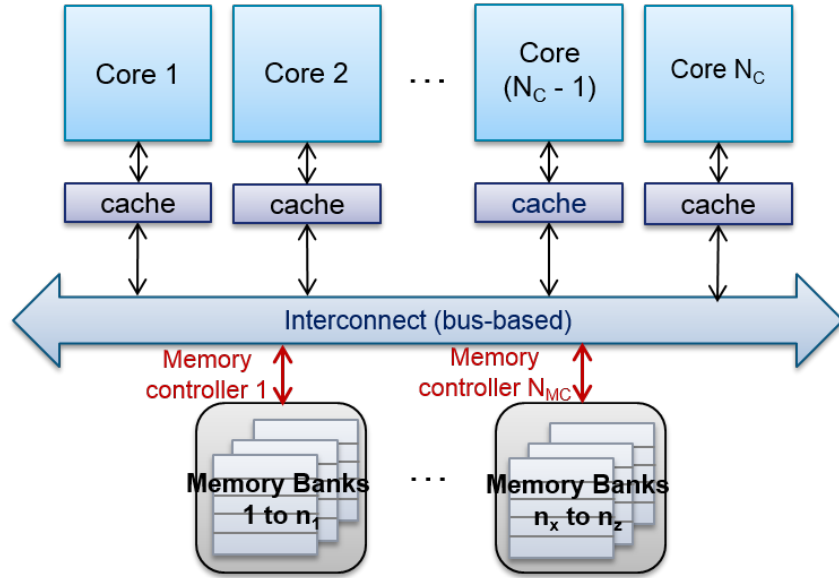 Core 1
Core 2
...
Core
(N_C - 1)
Core N_C
cache
cache
cache
cache
Interconnect (bus-based)
Memory
controller 1
Memory
controller N_MC
Memory Banks
1 to n_1
...
Memory Banks
n_x to n_z